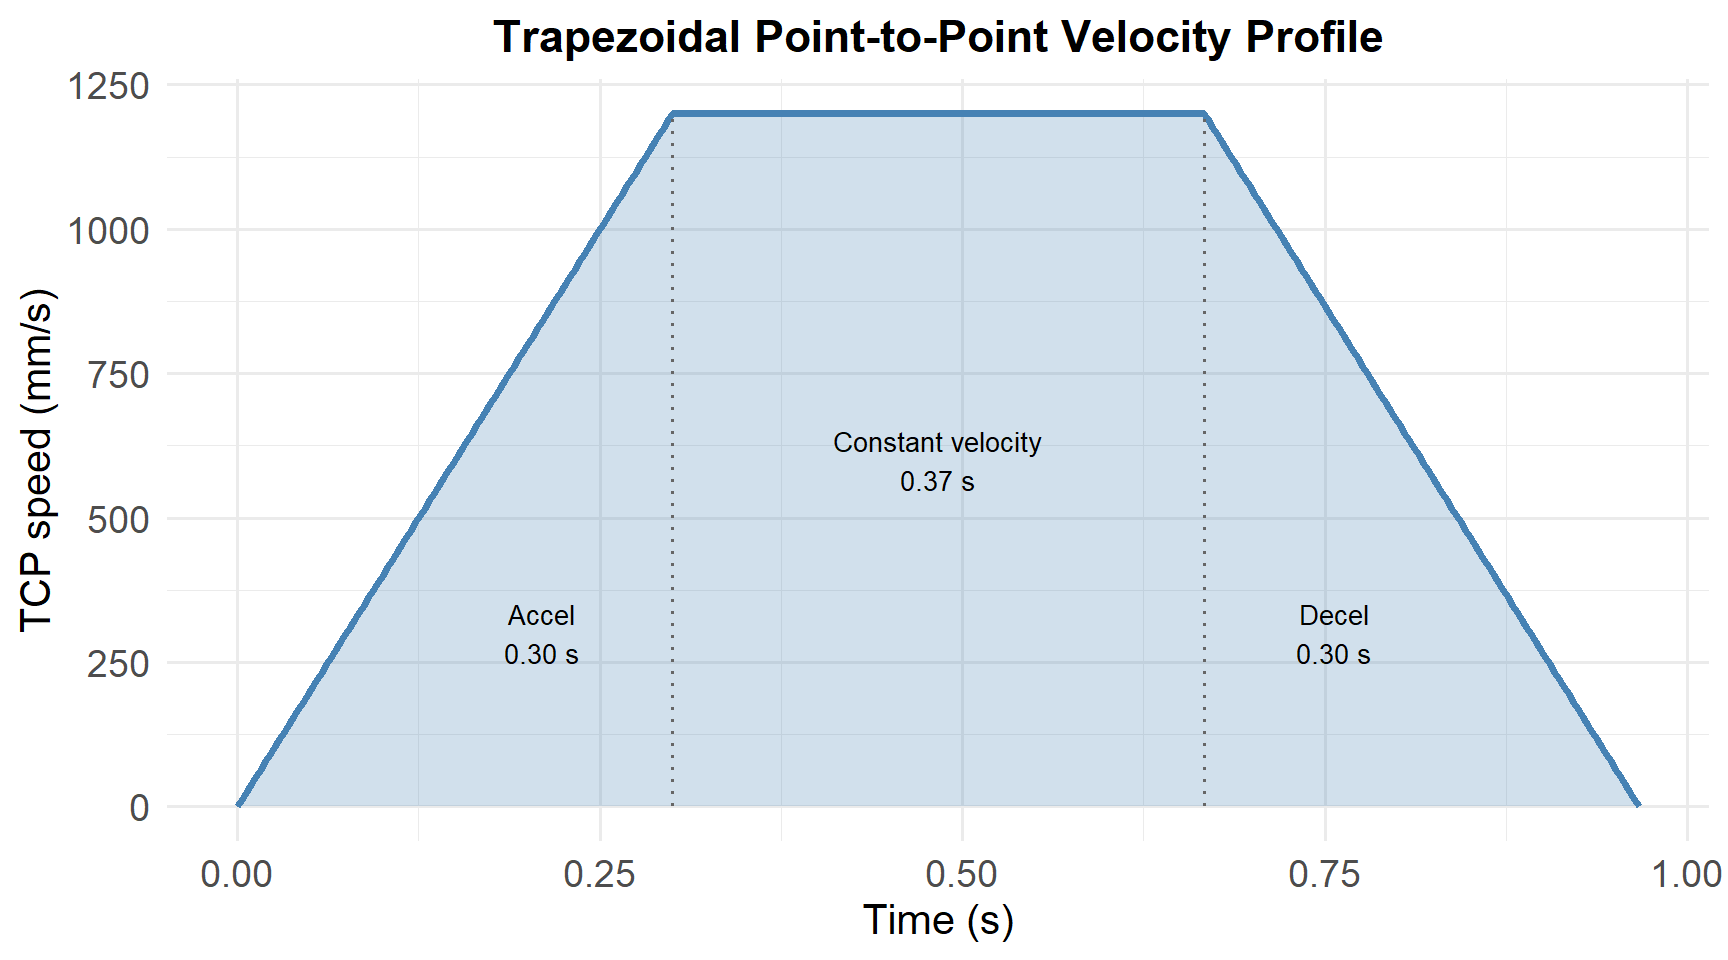 Trapezoidal Point-to-Point Velocity Profile
TCP speed (mm/s)
1250
1000
750
500
250
0
Constant velocity
0.37 s
Accel
0.30 s
Decel
0.30 s
0.00
0.25
0.50
0.75
1.00
Time (s)